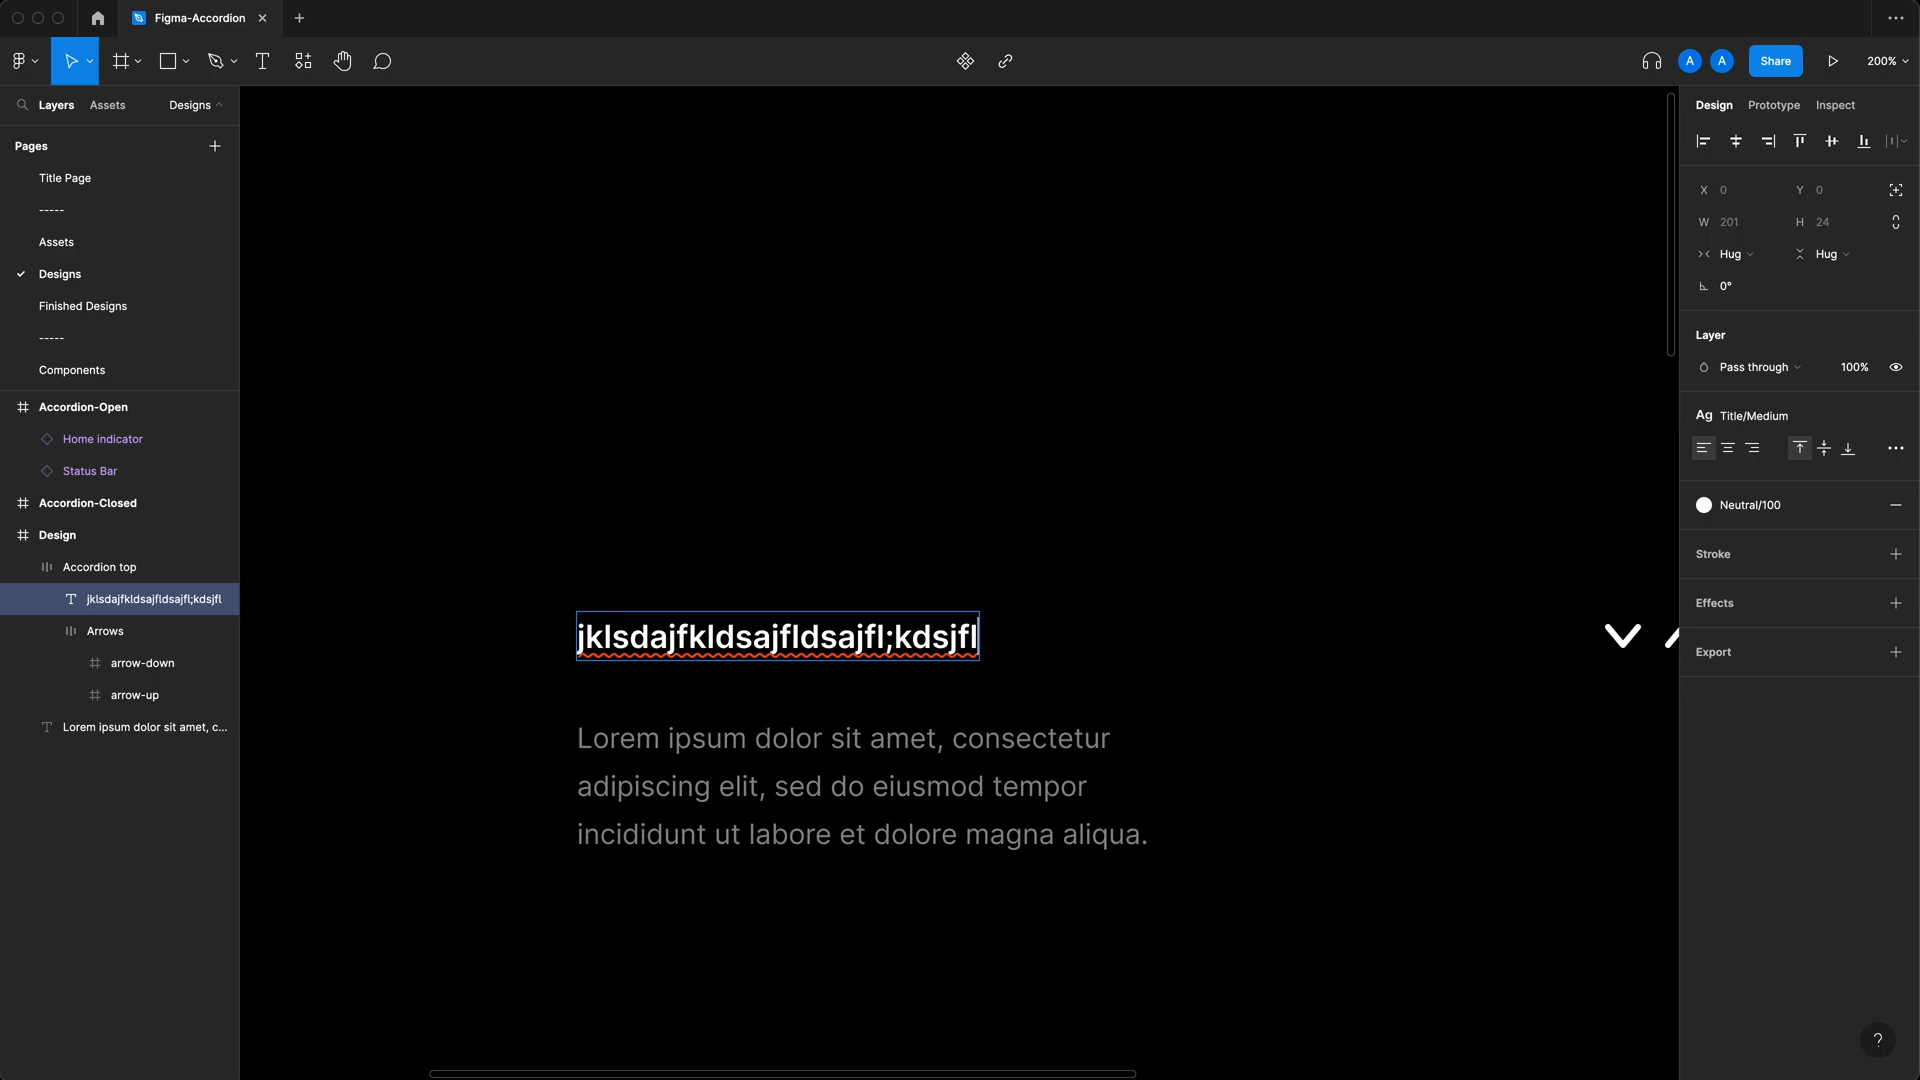 Figma-Accordion
A
A
Share
200%
Layers
Assets
Designs
Pages
Title Page
-----
Assets
Designs
Finished Designs
-----
Components
Accordion-Open
Home indicator
Status Bar
Accordion-Closed
Design
Accordion top
jklsdajfkldsajfldsajfl;kdsjfl
Arrows
arrow-down
arrow-up
Lorem ipsum dolor sit amet, c...
jklsdajfkldsajfldsajfl;kdsjfl
Lorem ipsum dolor sit amet, consectetur
adipiscing elit, sed do eiusmod tempor
incididunt ut labore et dolore magna aliqua.
Design
Prototype
Inspect
X 0
Y 0
W 201
H 24
Hug
Hug
0°
Layer
Pass through
100%
Ag Title/Medium
Neutral/100
Stroke
Effects
Export
?